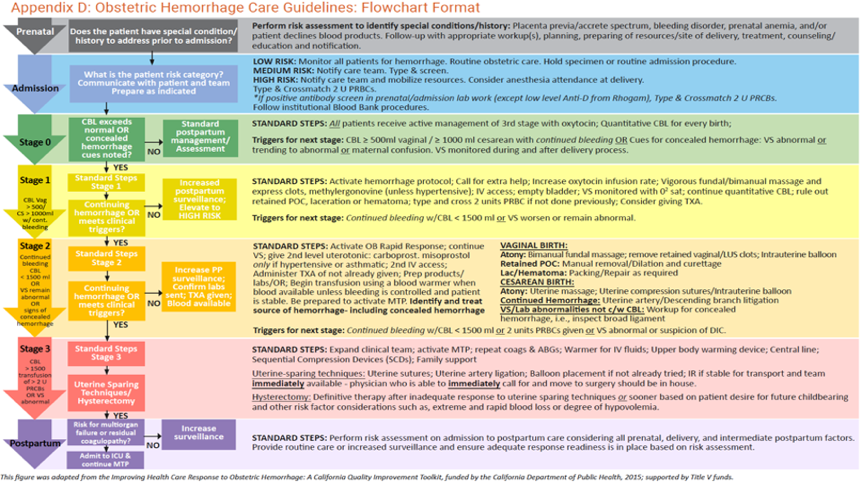 Appendix D: Obstetric Hemorrhage Care Guidelines: Flowchart Format
Prenatal
Does the patient have special condition/
history to address prior to admission?
Perform risk assessment to identify special conditions/history: Placenta previa/accrete spectrum, bleeding disorder, prenatal anemia, and/or
patient declines blood products. Follow-up with appropriate workup(s), planning, preparing of resources/site of delivery, treatment, counseling/
education and notification.
Admission
What is the patient risk category?
Communicate with patient and team
Prepare as indicated
LOW RISK: Monitor all patients for hemorrhage. Routine obstetric care. Hold specimen or routine admission procedure.
MEDIUM RISK: Notify care team. Type & screen.
HIGH RISK: Notify care team and mobilize resources. Consider anesthesia attendance at delivery.
Type & Crossmatch 2 U PRBCs.
*If positive antibody screen in prenatal/admission lab work (except low level Anti-D from Rhogam), Type & Crossmatch 2 U PRCBs.
Follow institutional Blood Bank procedures.
Stage 0
CBL exceeds
normal OR
concealed
hemorrhage
cues noted?
NO
Standard
postpartum
management/
Assessment
YES
STANDARD STEPS: All patients receive active management of 3rd stage with oxytocin; Quantitative CBL for every birth;
Triggers for next stage: CBL ≥ 500ml vaginal / ≥ 1000 ml cesarean with continued bleeding OR Cues for concealed hemorrhage: VS abnormal or
trending to abnormal or maternal confusion. VS monitored during and after delivery process.
Stage 1
CBL Vag
> 500/
CS > 1000ml
w/ cont.
bleeding
Standard Steps
Stage 1
Continuing
hemorrhage OR
meets clinical
triggers?
NO
Increased
postpartum
surveillance;
Elevate to
HIGH RISK
YES
STANDARD STEPS: Activate hemorrhage protocol; Call for extra help; Increase oxytocin infusion rate; Vigorous fundal/bimanual massage and
express clots, methylergonovine (unless hypertensive); IV access; empty bladder; VS monitored with 0² sat; continue quantitative CBL; rule out
retained POC, laceration or hematoma; type and cross 2 units PRBC if not done previously; Consider giving TXA.
Triggers for next stage: Continued bleeding w/CBL < 1500 ml or VS worsen or remain abnormal.
Stage 2
Continued
bleeding
CBL
< 1500 ml
or VS remain
abnormal
OR
signs of
concealed
hemorrhage
Standard Steps
Stage 2
Continuing
hemorrhage OR
meets clinical
triggers?
NO
Increase PP
surveillance;
Confirm labs
sent; TXA given;
Blood available
YES
STANDARD STEPS: Activate OB Rapid Response; continue
VS; give 2nd level uterotonic: carboprost. misoprostol
only if hypertensive or asthmatic; 2nd IV access;
Administer TXA of not already given; Prep products/
labs/OR; Begin transfusion using a blood warmer when
blood available unless bleeding is controlled and patient
is stable. Be prepared to activate MTP. Identify and treat
source of hemorrhage- including concealed hemorrhage
VAGINAL BIRTH:
Atony: Bimanual fundal massage; remove retained vaginal/LUS clots; Intrauterine balloon
Retained POC: Manual removal/Dilation and curettage
Lac/Hematoma: Packing/Repair as required
CESAREAN BIRTH:
Atony: Uterine massage; Uterine compression sutures/Intrauterine balloon
Continued Hemorrhage: Uterine artery/Descending branch litigation
VS/Lab abnormalities not c/w CBL: Workup for concealed
hemorrhage, i.e., inspect broad ligament
Triggers for next stage: Continued bleeding w/CBL < 1500 ml or 2 units PRBCs given or VS abnormal or suspicion of DIC.
Stage 3
CBL
> 1500
transfusion
of > 2 U
PRCBs
OR VS
abnormal
Standard Steps
Stage 3
Uterine Sparing
Techniques/
Hysterectomy
YES
STANDARD STEPS: Expand clinical team; activate MTP; repeat coags & ABGs; Warmer for IV fluids; Upper body warming device; Central line;
Sequential Compression Devices (SCDs); Family support
Uterine-sparing techniques: Uterine sutures; Uterine artery ligation; Balloon placement if not already tried; IR if stable for transport and team
immediately available - physician who is able to immediately call for and move to surgery should be in house.
Hysterectomy: Definitive therapy after inadequate response to uterine sparing techniques or sooner based on patient desire for future childbearing
and other risk factor considerations such as, extreme and rapid blood loss or degree of hypovolemia.
Postpartum
Risk for multiorgan
failure or residual
coagulopathy?
NO
Increase
surveillance
YES
Admit to ICU &
continue MTP
STANDARD STEPS: Perform risk assessment on admission to postpartum care considering all prenatal, delivery, and intermediate postpartum factors.
Provide routine care or increased surveillance and ensure adequate response readiness is in place based on risk assessment.
This figure was adapted from the Improving Health Care Response to Obstetric Hemorrhage: A California Quality Improvement Toolkit, funded by the California Department of Public Health, 2015; supported by Title V funds.